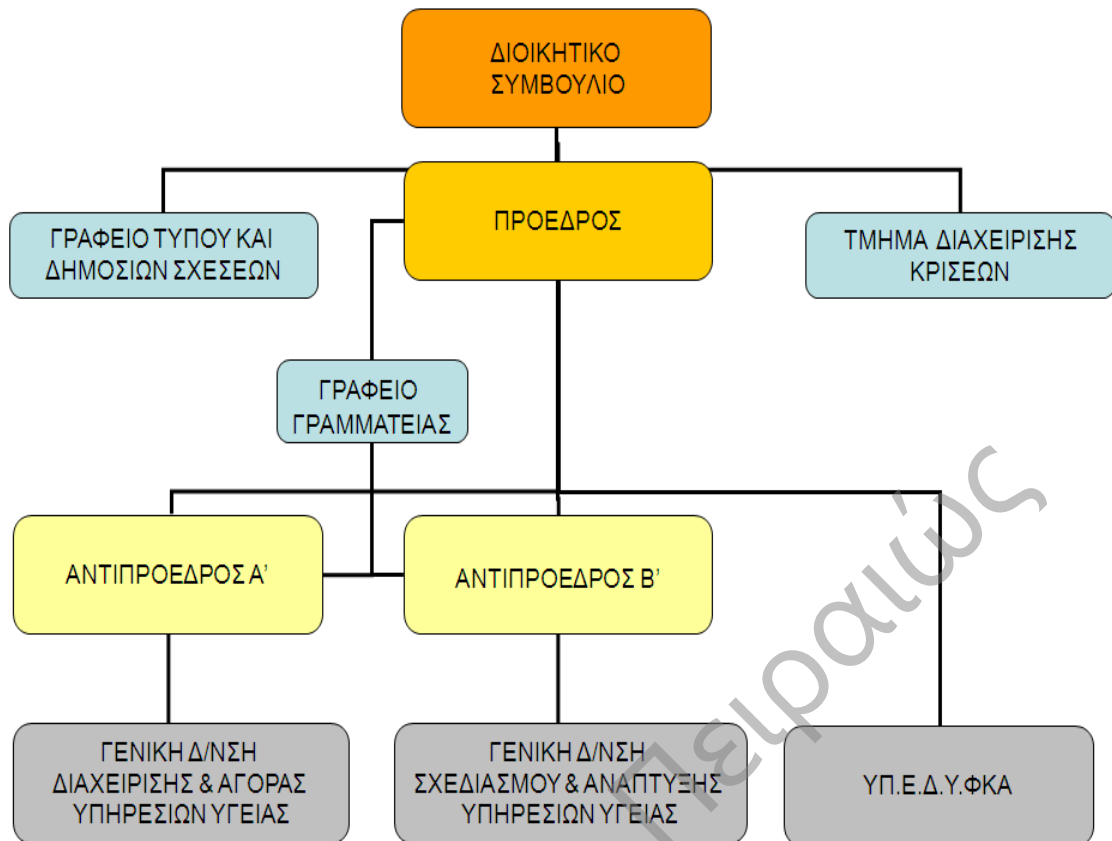 ΔΙΟΙΚΗΤΙΚΟ
ΣΥΜΒΟΥΛΙΟ
ΠΡΟΕΔΡΟΣ
ΓΡΑΦΕΙΟ ΤΥΠΟΥ ΚΑΙ
ΔΗΜΟΣΙΩΝ ΣΧΕΣΕΩΝ
ΤΜΗΜΑ ΔΙΑΧΕΙΡΙΣΗΣ
ΚΡΙΣΕΩΝ
ΓΡΑΦΕΙΟ
ΓΡΑΜΜΑΤΕΙΑΣ
ΑΝΤΙΠΡΟΕΔΡΟΣ Α’
ΑΝΤΙΠΡΟΕΔΡΟΣ Β’
ΓΕΝΙΚΗ Δ/ΝΣΗ
ΔΙΑΧΕΙΡΙΣΗΣ & ΑΓΟΡΑΣ
ΥΠΗΡΕΣΙΩΝ ΥΓΕΙΑΣ
ΓΕΝΙΚΗ Δ/ΝΣΗ
ΣΧΕΔΙΑΣΜΟΥ & ΑΝΑΠΤΥΞΗΣ
ΥΠΗΡΕΣΙΩΝ ΥΓΕΙΑΣ
ΥΠ.Ε.Δ.Υ.ΦΚΑ
Πειραιώς